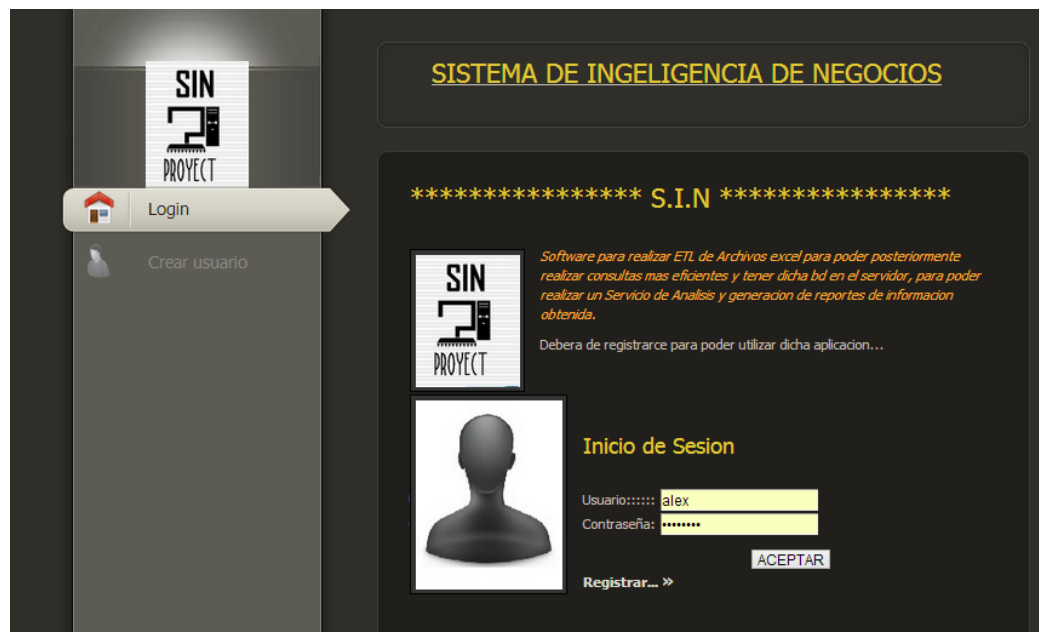 SIN
PROYECT
Login
Crear usuario
SISTEMA DE INGELIGENCIA DE NEGOCIOS
**************** S.I.N ****************
SIN
PROYECT
Software para realizar ETL de Archivos excel para poder posteriormente
realizar consultas mas eficientes y tener dicha bd en el servidor, para poder
realizar un Servicio de Analisis y generacion de reportes de informacion
obtenida.
Debera de registrarce para poder utilizar dicha aplicacion...
Inicio de Sesion
Usuario:::::: alex
Contraseña: ••••••••
ACEPTAR
Registrar... »